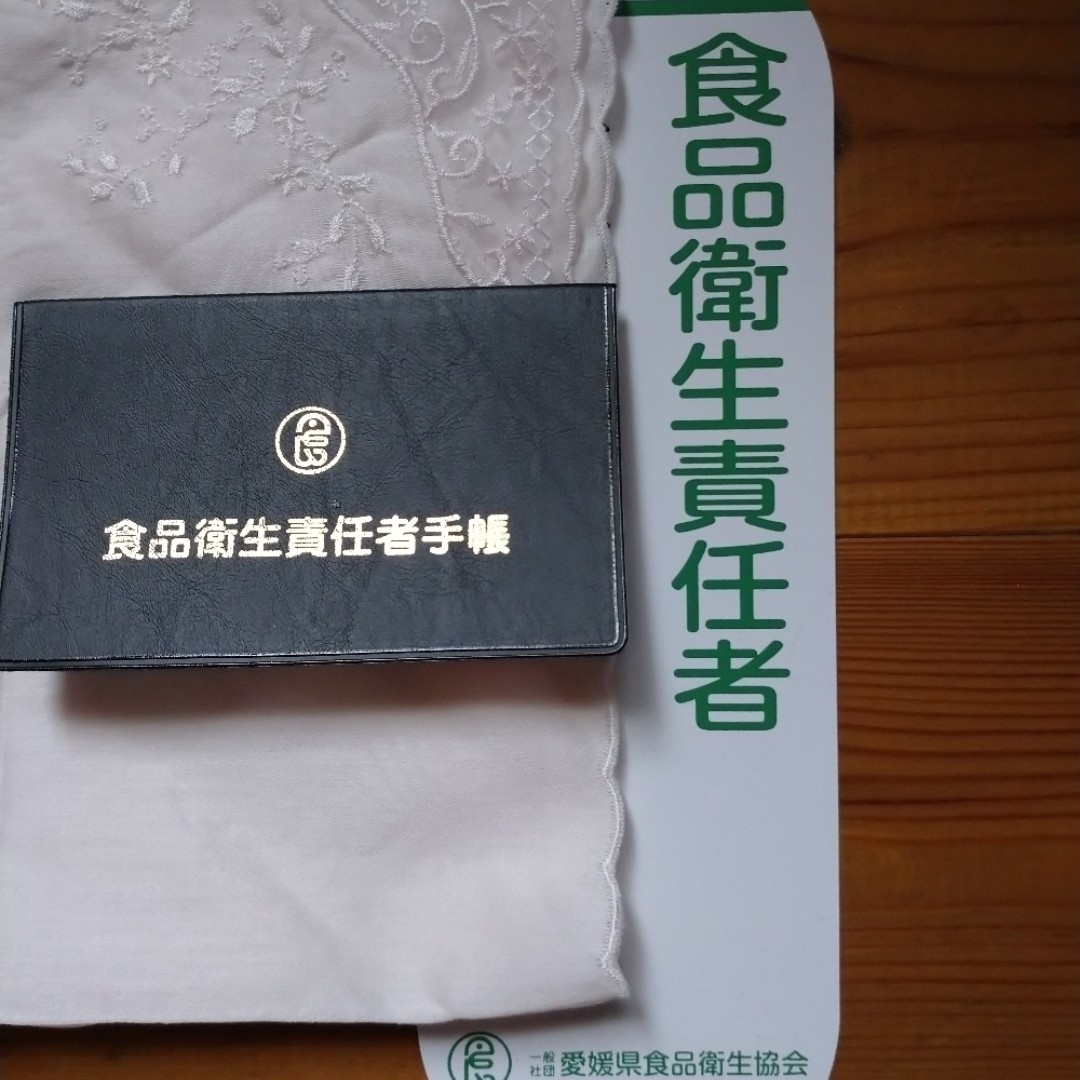 食品衛生責任者
食品衛生責任者手帳
一般
社団
愛媛県食品衛生協会